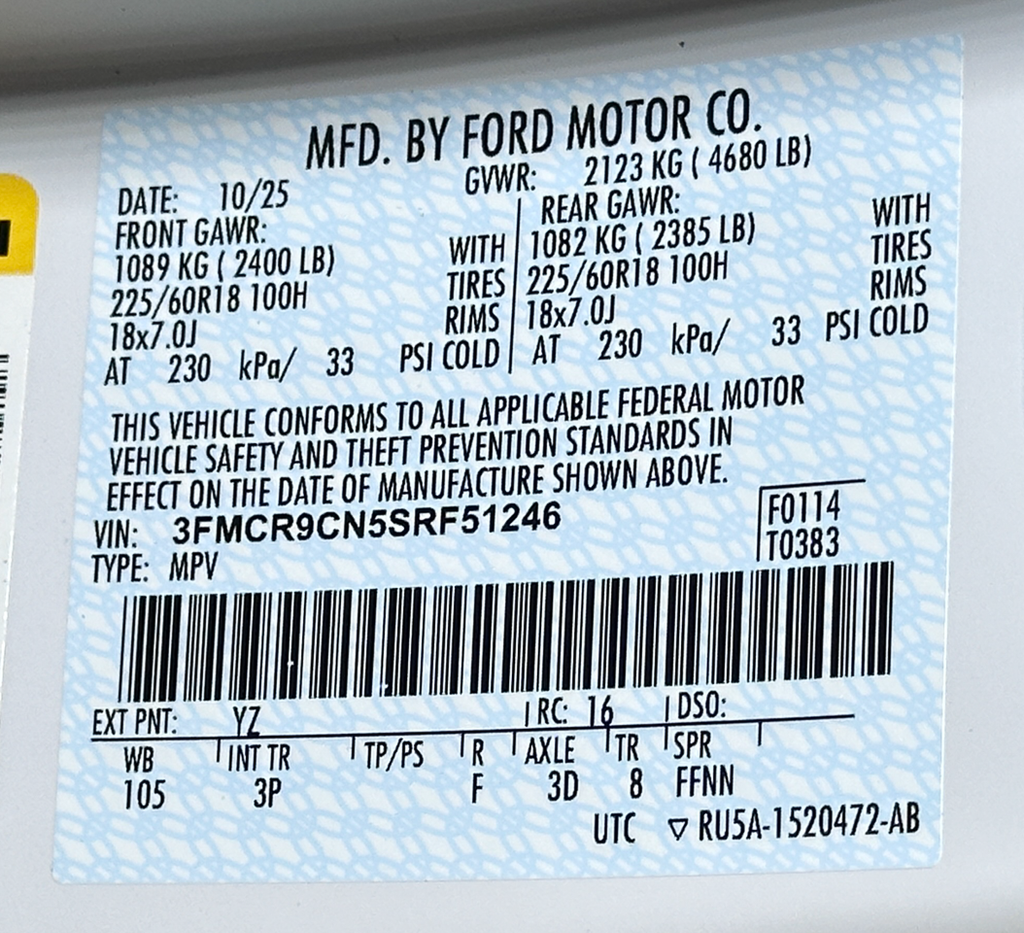 MFD. BY FORD MOTOR CO.
DATE: 10/25 GVWR: 2123 KG ( 4680 LB)
FRONT GAWR: REAR GAWR:
1089 KG ( 2400 LB) WITH 1082 KG ( 2385 LB) WITH
225/60R18 100H TIRES 225/60R18 100H TIRES
18x7.0J RIMS 18x7.0J RIMS
AT 230 kPa/ 33 PSI COLD AT 230 kPa/ 33 PSI COLD
THIS VEHICLE CONFORMS TO ALL APPLICABLE FEDERAL MOTOR
VEHICLE SAFETY AND THEFT PREVENTION STANDARDS IN
EFFECT ON THE DATE OF MANUFACTURE SHOWN ABOVE.
VIN: 3FMCR9CN5SRF51246 F0114
TYPE: MPV T0383
EXT PNT: YZ RC: 16 DSO:
WB INT TR TP/PS R AXLE TR SPR
105 3P F 3D 8 FFNN
UTC ▽ RU5A-1520472-AB